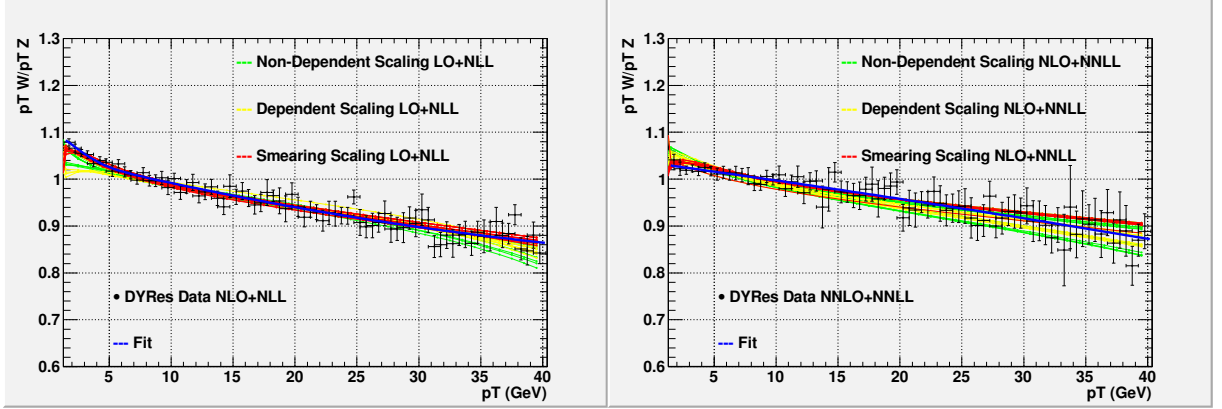 pT W/pT Z
1.3
1.2
1.1
1
0.9
0.8
0.7
0.6
Non-Dependent Scaling LO+NLL
Dependent Scaling LO+NLL
Smearing Scaling LO+NLL
DYRes Data NLO+NLL
Fit
5 10 15 20 25 30 35 40
pT (GeV)
pT W/pT Z
1.3
1.2
1.1
1
0.9
0.8
0.7
0.6
Non-Dependent Scaling NLO+NNLL
Dependent Scaling NLO+NNLL
Smearing Scaling NLO+NNLL
DYRes Data NNLO+NNLL
Fit
5 10 15 20 25 30 35 40
pT (GeV)